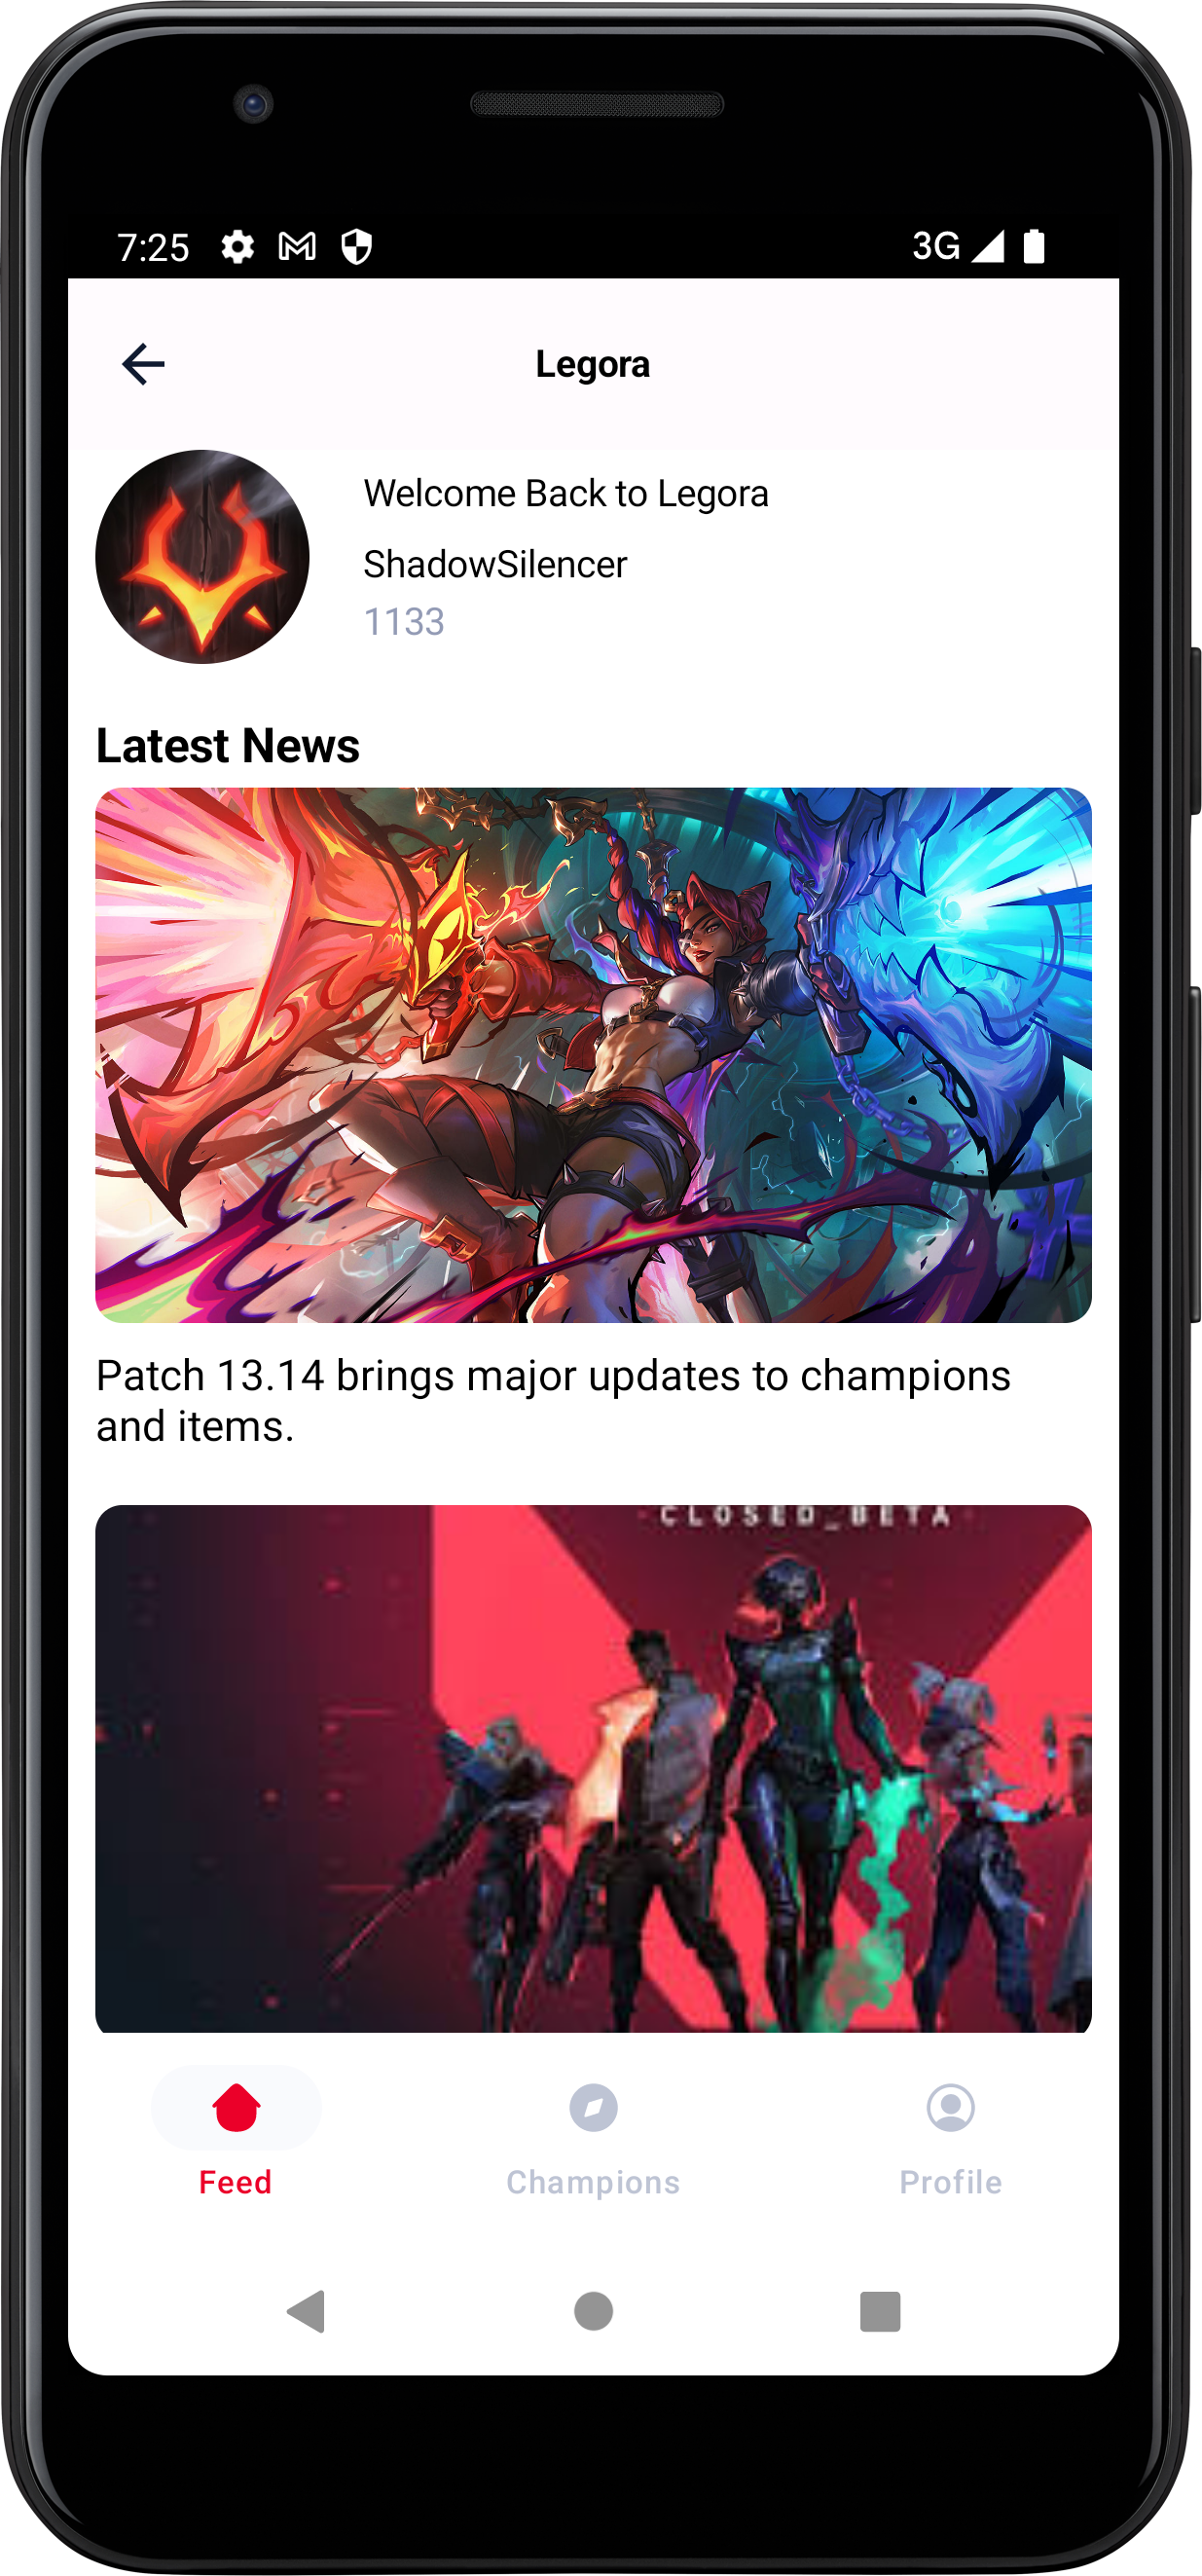 7:25 3G
Legora
Welcome Back to Legora
ShadowSilencer
1133
Latest News
Patch 13.14 brings major updates to champions
and items.
CLOSED_BETA
Feed Champions Profile